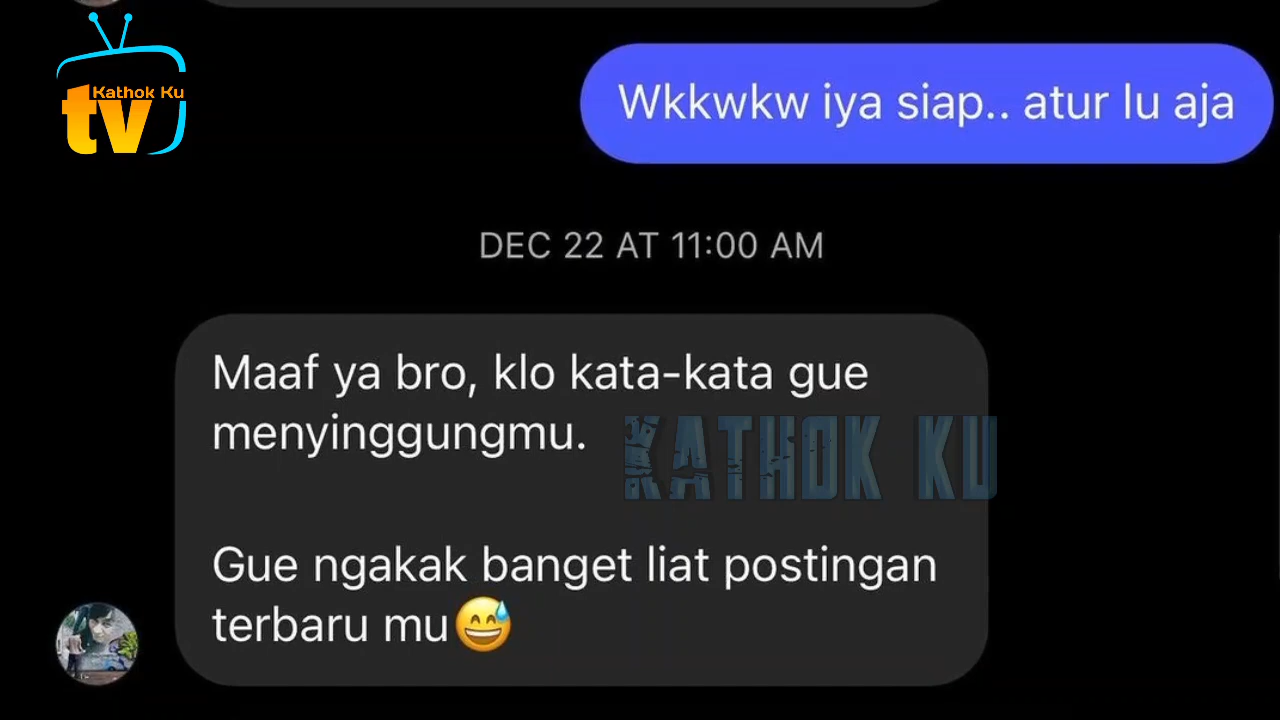 Kathok Ku
tv
Wkkwkw iya siap.. atur lu aja
DEC 22 AT 11:00 AM
Maaf ya bro, klo kata-kata gue
menyinggungmu.
KATHOK KU
Gue ngakak banget liat postingan
terbaru mu😅